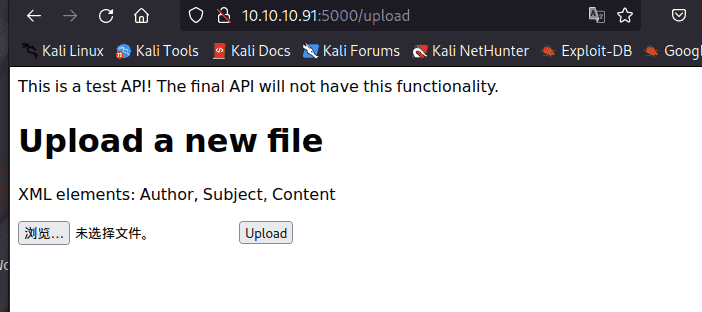 10.10.10.91:5000/upload
Kali Linux Kali Tools Kali Docs Kali Forums Kali NetHunter Exploit-DB
This is a test API! The final API will not have this functionality.
Upload a new file
XML elements: Author, Subject, Content
浏览… 未选择文件。 Upload